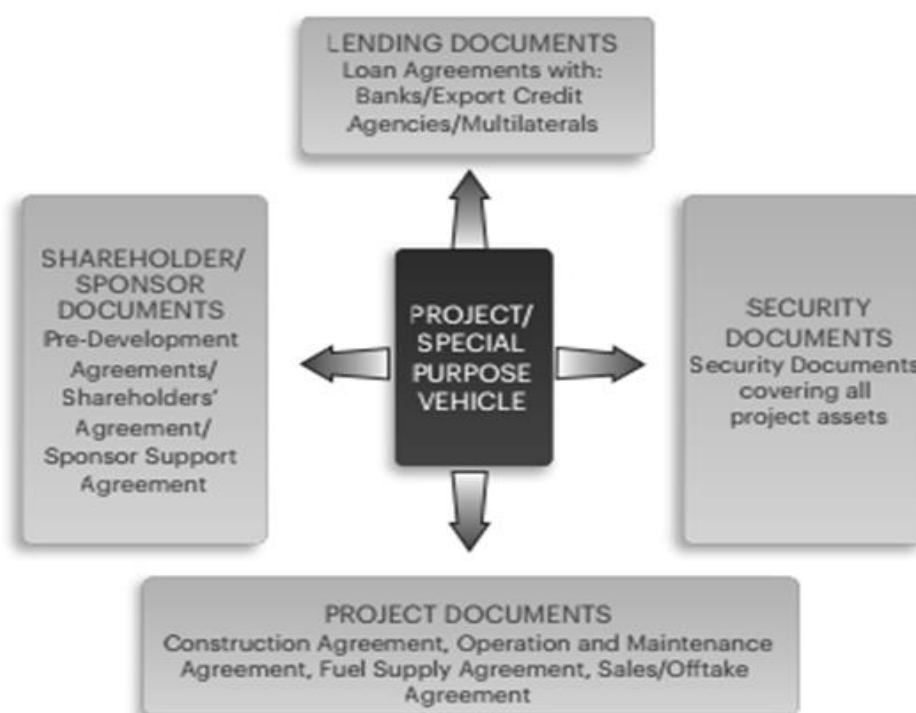 LENDING DOCUMENTS
Loan Agreements with:
Banks/Export Credit
Agencies/Multilaterals
SHAREHOLDER/
SPONSOR
DOCUMENTS
Pre-Development
Agreements/
Shareholders'
Agreement/
Sponsor Support
Agreement
PROJECT/
SPECIAL
PURPOSE
VEHICLE
SECURITY
DOCUMENTS
Security Documents
covering all
project assets
PROJECT DOCUMENTS
Construction Agreement, Operation and Maintenance
Agreement, Fuel Supply Agreement, Sales/Offtake
Agreement